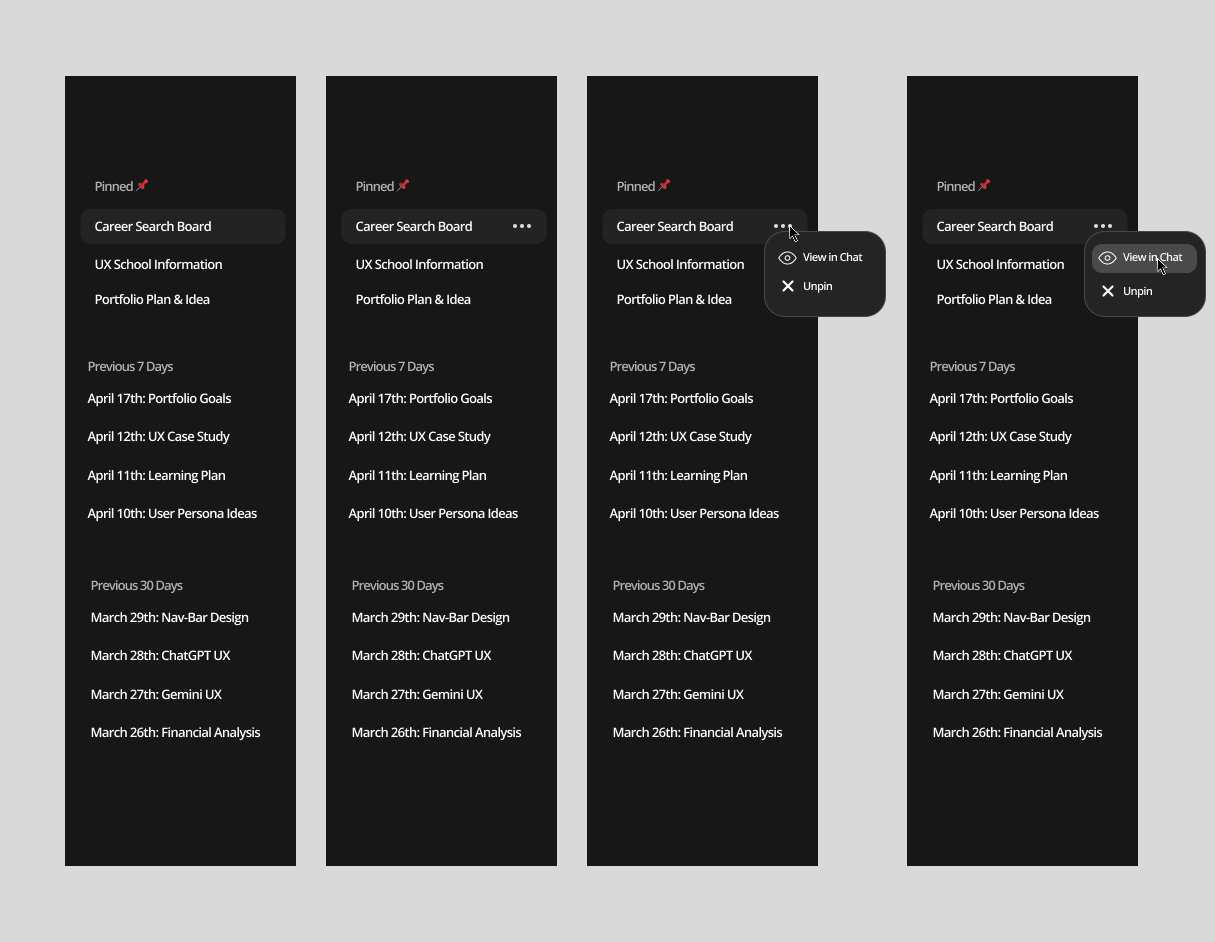 Pinned
Career Search Board
UX School Information
Portfolio Plan & Idea
Previous 7 Days
April 17th: Portfolio Goals
April 12th: UX Case Study
April 11th: Learning Plan
April 10th: User Persona Ideas
Previous 30 Days
March 29th: Nav-Bar Design
March 28th: ChatGPT UX
March 27th: Gemini UX
March 26th: Financial Analysis
Pinned
Career Search Board
UX School Information
Portfolio Plan & Idea
Previous 7 Days
April 17th: Portfolio Goals
April 12th: UX Case Study
April 11th: Learning Plan
April 10th: User Persona Ideas
Previous 30 Days
March 29th: Nav-Bar Design
March 28th: ChatGPT UX
March 27th: Gemini UX
March 26th: Financial Analysis
Pinned
Career Search Board
View in Chat
Unpin
UX School Information
Portfolio Plan & Idea
Previous 7 Days
April 17th: Portfolio Goals
April 12th: UX Case Study
April 11th: Learning Plan
April 10th: User Persona Ideas
Previous 30 Days
March 29th: Nav-Bar Design
March 28th: ChatGPT UX
March 27th: Gemini UX
March 26th: Financial Analysis
Pinned
Career Search Board
View in Chat
Unpin
UX School Information
Portfolio Plan & Idea
Previous 7 Days
April 17th: Portfolio Goals
April 12th: UX Case Study
April 11th: Learning Plan
April 10th: User Persona Ideas
Previous 30 Days
March 29th: Nav-Bar Design
March 28th: ChatGPT UX
March 27th: Gemini UX
March 26th: Financial Analysis